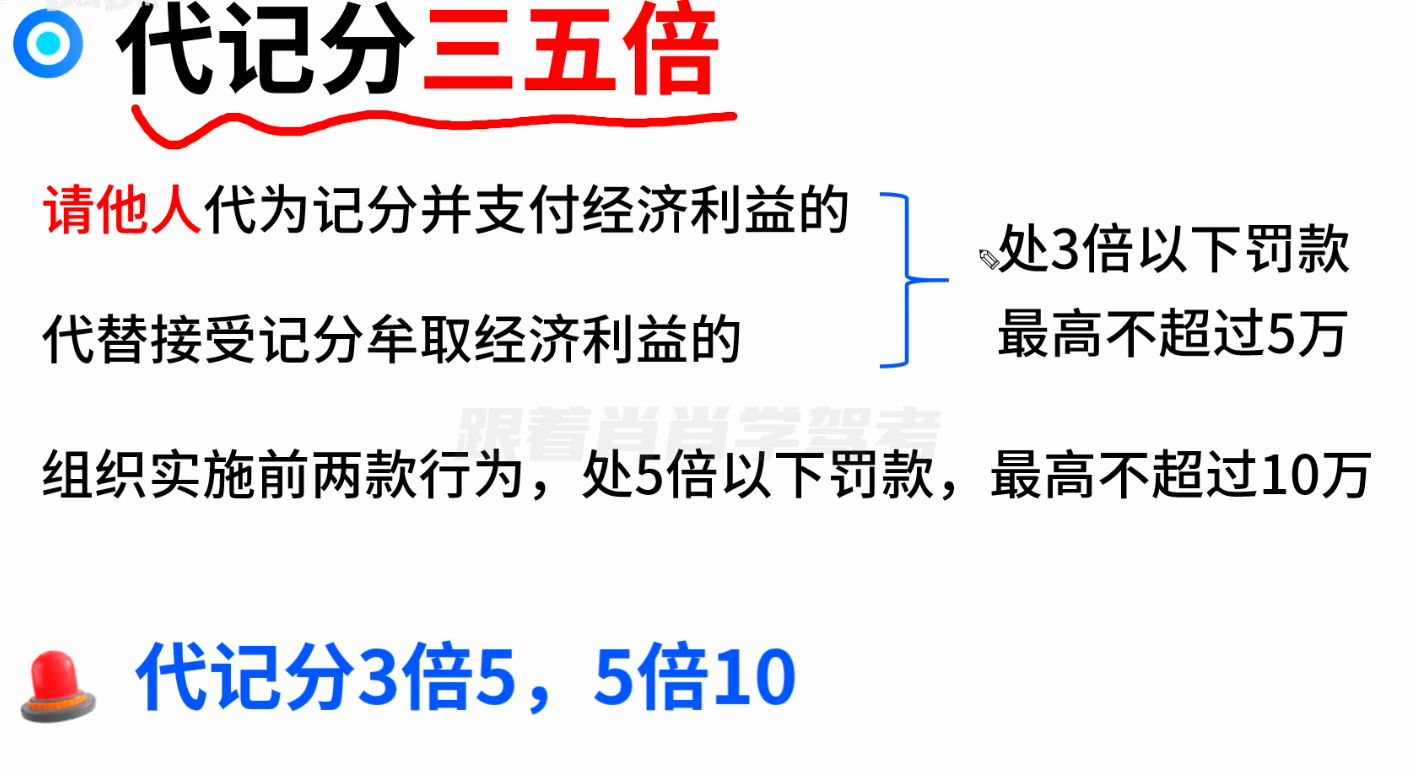 代记分三五倍
请他人代为记分并支付经济利益的
处3倍以下罚款
代替接受记分牟取经济利益的
最高不超过5万
跟着肖肖学驾考
组织实施前两款行为，处5倍以下罚款，最高不超过10万
代记分3倍5，5倍10